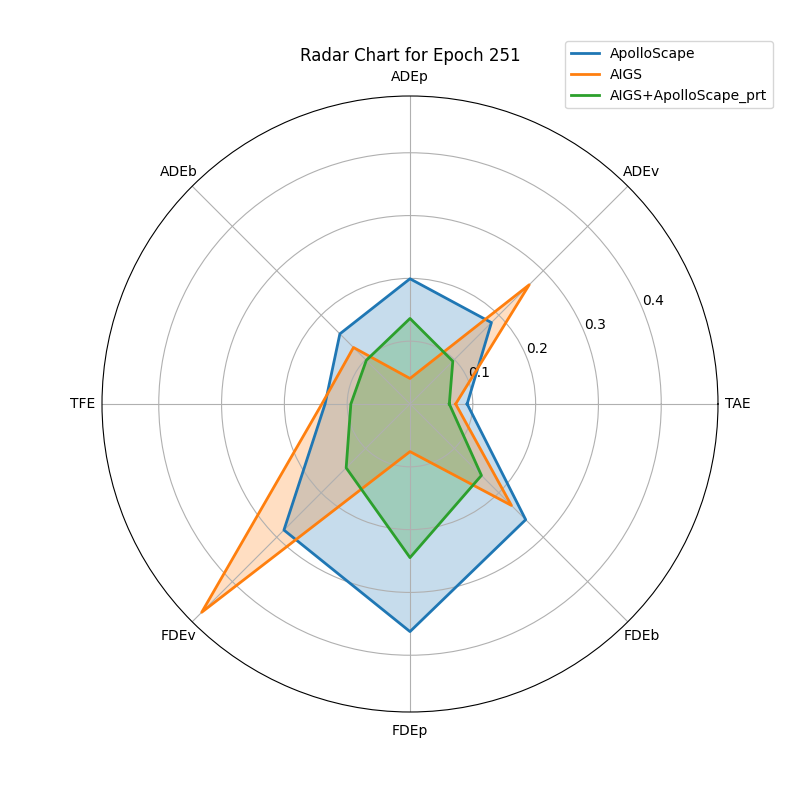 Radar Chart for Epoch 251
ApolloScape
AIGS
AIGS+ApolloScape_prt
ADEp
ADEb
ADEv
0.4
0.3
0.2
0.1
TFE
TAE
FDEv
FDEb
FDEp